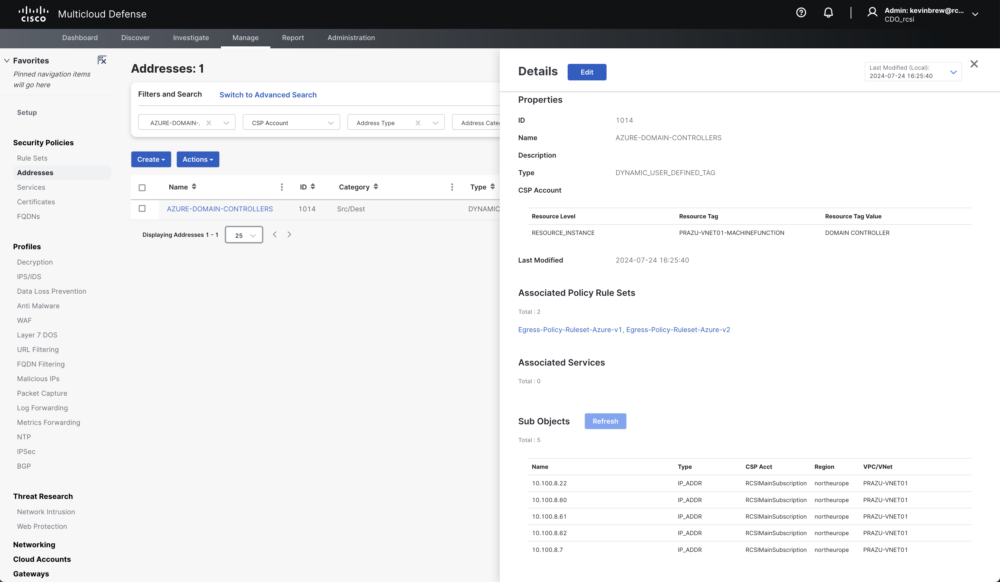 CISCO
Multicloud Defense
Admin: kevinbrew@rc...
CDO_rcsi
Dashboard Discover Investigate Manage Report Administration
Favorites
Pinned navigation items
will go here
Setup
Security Policies
Rule Sets
Addresses
Services
Certificates
FQDNs
Profiles
Decryption
IPS/IDS
Data Loss Prevention
Anti Malware
WAF
Layer 7 DOS
URL Filtering
FQDN Filtering
Malicious IPs
Packet Capture
Log Forwarding
Metrics Forwarding
NTP
IPSec
BGP
Threat Research
Network Intrusion
Web Protection
Networking
Cloud Accounts
Gateways
Addresses: 1
Filters and Search Switch to Advanced Search
AZURE-DOMAIN-. CSP Account Address Type Address Categ
Create Actions
Name ID Category Type
AZURE-DOMAIN-CONTROLLERS 1014 Src/Dest DYNAMIC
Displaying Addresses 1 - 1 25
Details Edit
Last Modified (Local):
2024-07-24 16:25:40
Properties
ID 1014
Name AZURE-DOMAIN-CONTROLLERS
Description
Type DYNAMIC_USER_DEFINED_TAG
CSP Account
Resource Level Resource Tag Resource Tag Value
RESOURCE_INSTANCE PRAZU-VNET01-MACHINEFUNCTION DOMAIN CONTROLLER
Last Modified 2024-07-24 16:25:40
Associated Policy Rule Sets
Total : 2
Egress-Policy-Ruleset-Azure-v1, Egress-Policy-Ruleset-Azure-v2
Associated Services
Total : 0
Sub Objects Refresh
Total : 5
Name Type CSP Acct Region VPC/VNet
10.100.8.22 IP_ADDR RCSIMainSubscription northeurope PRAZU-VNET01
10.100.8.60 IP_ADDR RCSIMainSubscription northeurope PRAZU-VNET01
10.100.8.61 IP_ADDR RCSIMainSubscription northeurope PRAZU-VNET01
10.100.8.62 IP_ADDR RCSIMainSubscription northeurope PRAZU-VNET01
10.100.8.7 IP_ADDR RCSIMainSubscription northeurope PRAZU-VNET01